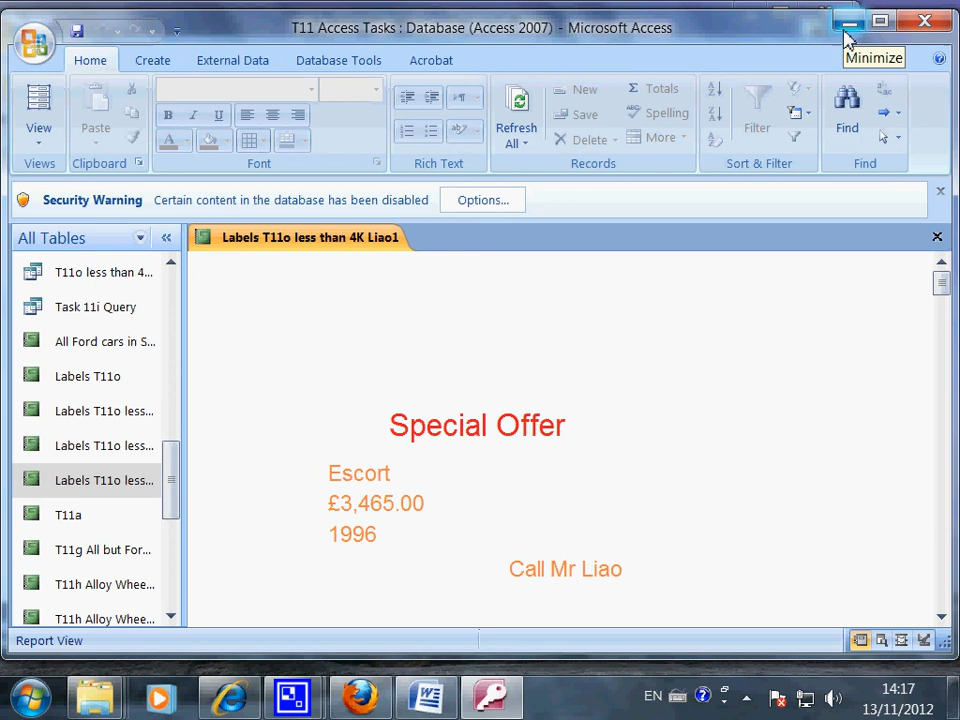 T11 Access Tasks : Database (Access 2007) - Microsoft Access
Minimize
Home Create External Data Database Tools Acrobat
View
Views
Paste
Clipboard
B I U
A
Font
Rich Text
Refresh All
New
Save
Delete
Totals
Spelling
More
Records
Filter
Sort & Filter
Find
Find
Security Warning Certain content in the database has been disabled Options...
All Tables
Labels T11o less than 4K Liao1
T11o less than 4...
Task 11i Query
All Ford cars in S...
Labels T11o
Labels T11o less...
Labels T11o less...
Labels T11o less...
T11a
T11g All but For...
T11h Alloy Whee...
T11h Alloy Whee...
Special Offer
Escort
£3,465.00
1996
Call Mr Liao
Report View
EN
14:17
13/11/2012